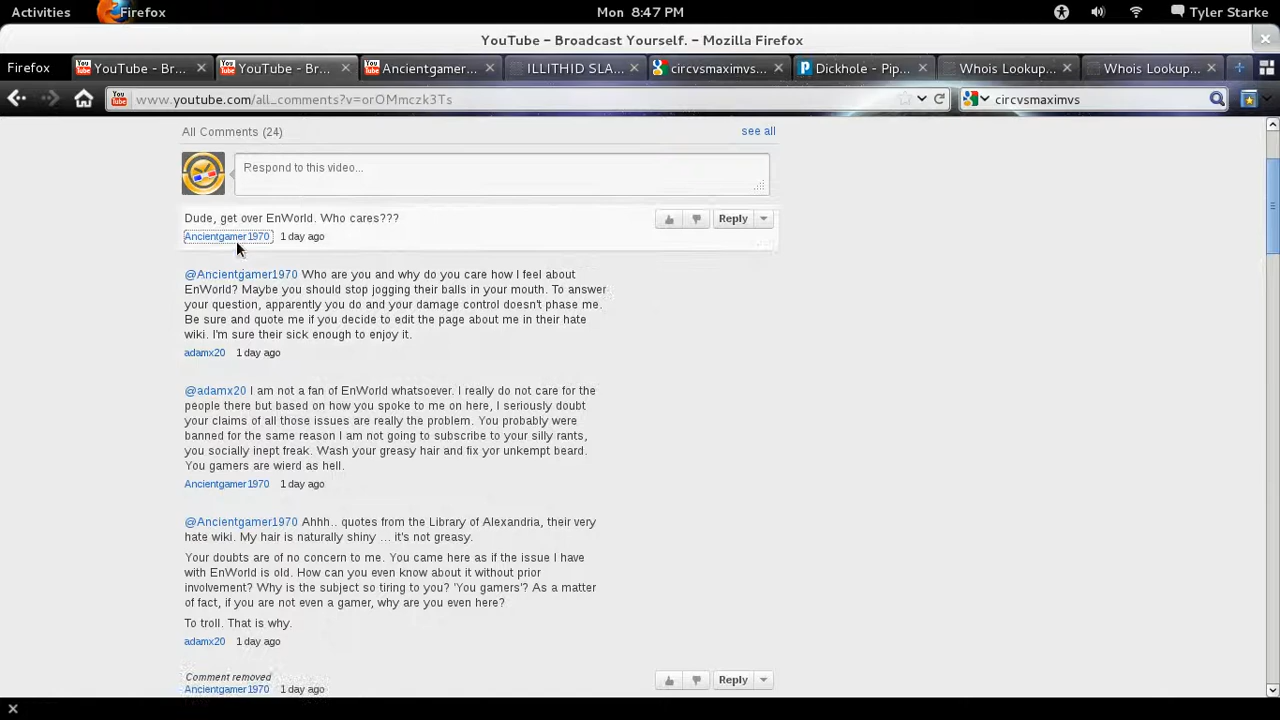 Activities Firefox Mon 8:47 PM Tyler Starke
YouTube - Broadcast Yourself. - Mozilla Firefox
Firefox YouTube - Br... YouTube - Br... Ancientgamer... ILLITHID SLA... circvsmaximvs... Dickhole - Pip... Whois Lookup... Whois Lookup...
www.youtube.com/all_comments?v=orOMmczk3Ts circvsmaximvs
All Comments (24) see all
Respond to this video...
Dude, get over EnWorld. Who cares??? Reply
Ancientgamer1970 1 day ago
@Ancientgamer1970 Who are you and why do you care how I feel about
EnWorld? Maybe you should stop jogging their balls in your mouth. To answer
your question, apparently you do and your damage control doesn't phase me.
Be sure and quote me if you decide to edit the page about me in their hate
wiki. I'm sure their sick enough to enjoy it.
adamx20 1 day ago
@adamx20 I am not a fan of EnWorld whatsoever. I really do not care for the
people there but based on how you spoke to me on here, I seriously doubt
your claims of all those issues are really the problem. You probably were
banned for the same reason I am not going to subscribe to your silly rants,
you socially inept freak. Wash your greasy hair and fix yor unkempt beard.
You gamers are wierd as hell.
Ancientgamer1970 1 day ago
@Ancientgamer1970 Ahhh.. quotes from the Library of Alexandria, their very
hate wiki. My hair is naturally shiny ... it's not greasy.
Your doubts are of no concern to me. You came here as if the issue I have
with EnWorld is old. How can you even know about it without prior
involvement? Why is the subject so tiring to you? 'You gamers'? As a matter
of fact, if you are not even a gamer, why are you even here?
To troll. That is why.
adamx20 1 day ago
Comment removed Reply
Ancientgamer1970 1 day ago